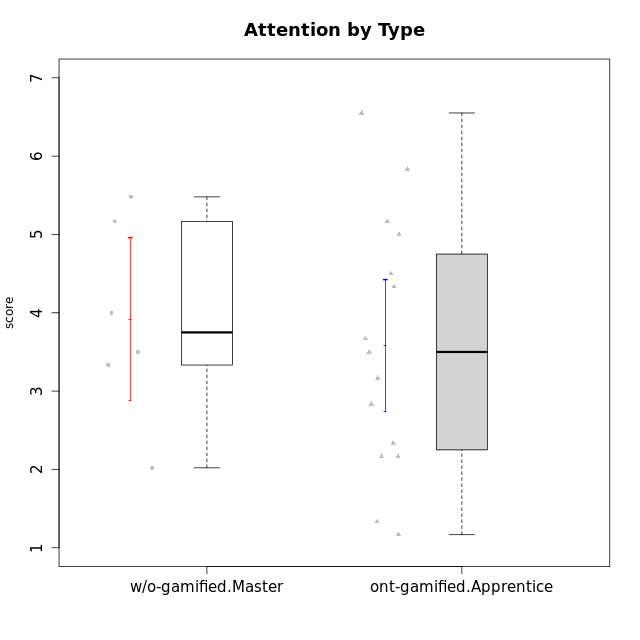 Attention by Type
7
6
5
4
3
2
1
score
w/o-gamified.Master
ont-gamified.Apprentice